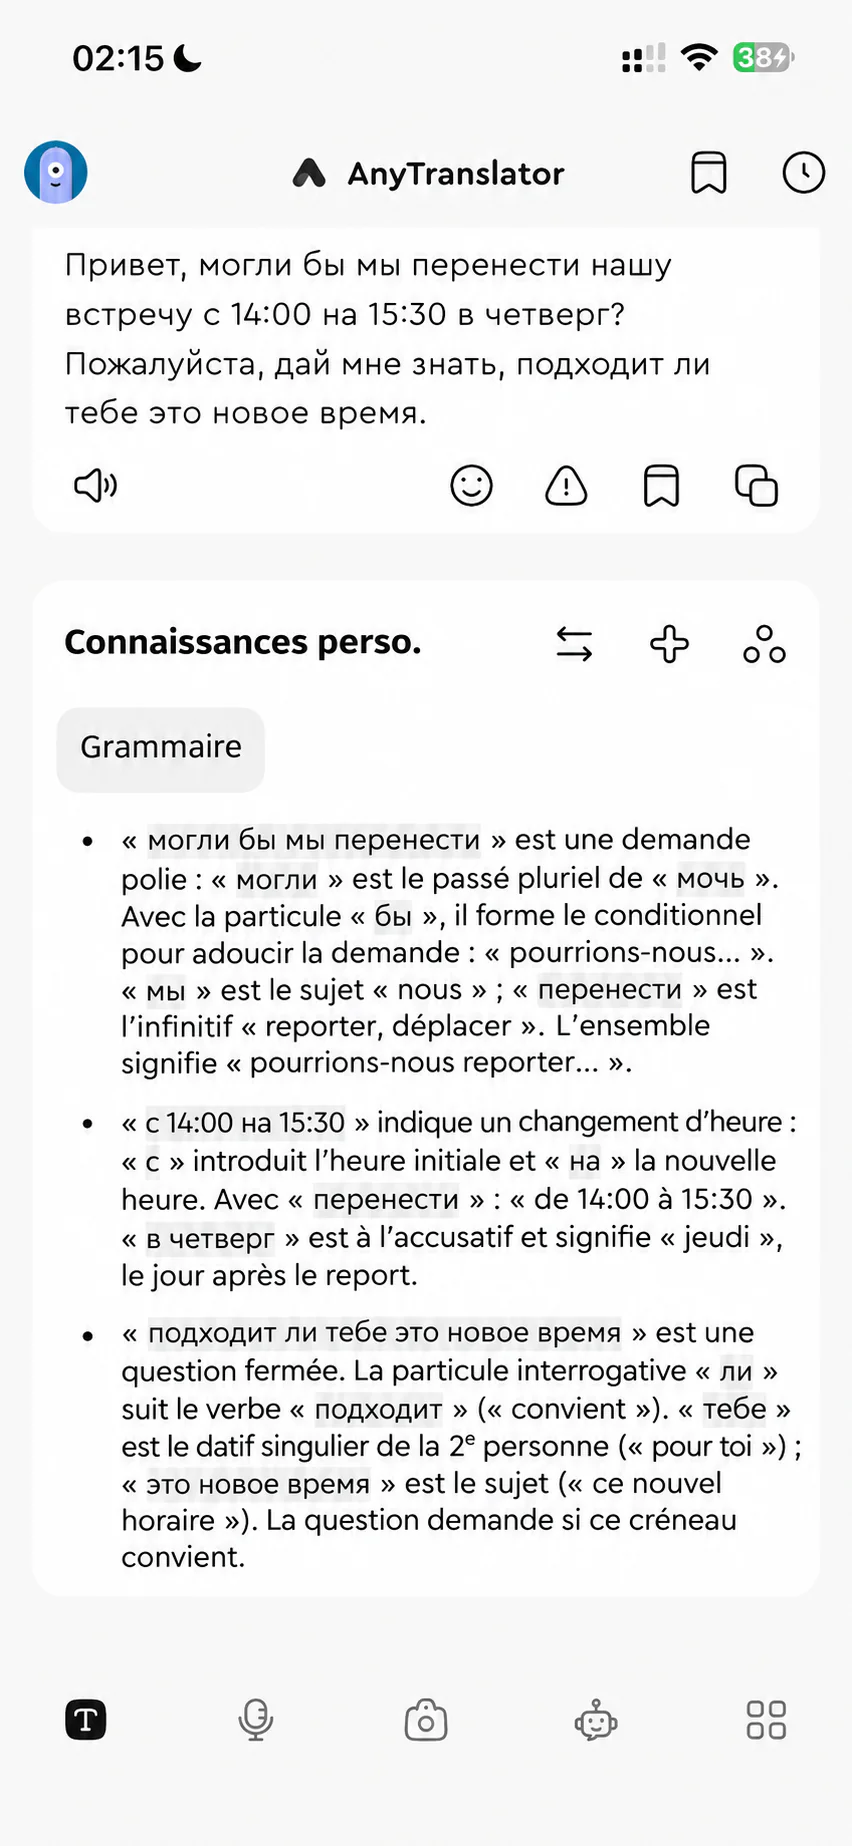 02:15
38
AnyTranslator
Привет, могли бы мы перенести нашу
встречу с 14:00 на 15:30 в четверг?
Пожалуйста, дай мне знать, подходит ли
тебе это новое время.
Connaissances perso.
Grammaire
• « могли бы мы перенести » est une demande
polie : « могли » est le passé pluriel de « мочь ».
Avec la particule « бы », il forme le conditionnel
pour adoucir la demande : « pourrions-nous... ».
« мы » est le sujet « nous » ; « перенести » est
l’infinitif « reporter, déplacer ». L’ensemble
signifie « pourrions-nous reporter... ».
• « с 14:00 на 15:30 » indique un changement d’heure :
« с » introduit l’heure initiale et « на » la nouvelle
heure. Avec « перенести » : « de 14:00 à 15:30 ».
« в четверг » est à l’accusatif et signifie « jeudi »,
le jour après le report.
• « подходит ли тебе это новое время » est une
question fermée. La particule interrogative « ли »
suit le verbe « подходит » (« convient »). « тебе »
est le datif singulier de la 2ᵉ personne (« pour toi ») ;
« это новое время » est le sujet (« ce nouvel
horaire »). La question demande si ce créneau
convient.
T